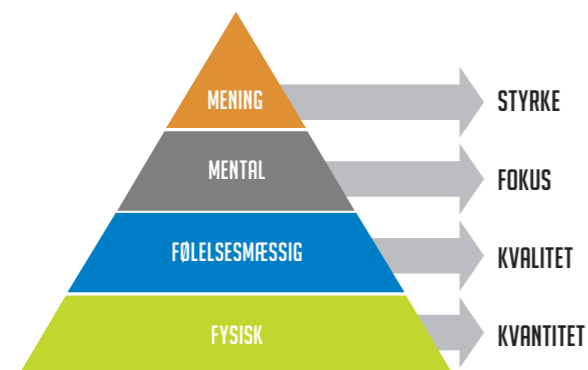 MENING STYRKE
MENTAL FOKUS
FØLELSESMÆSSIG KVALITET
FYSISK KVANTITET